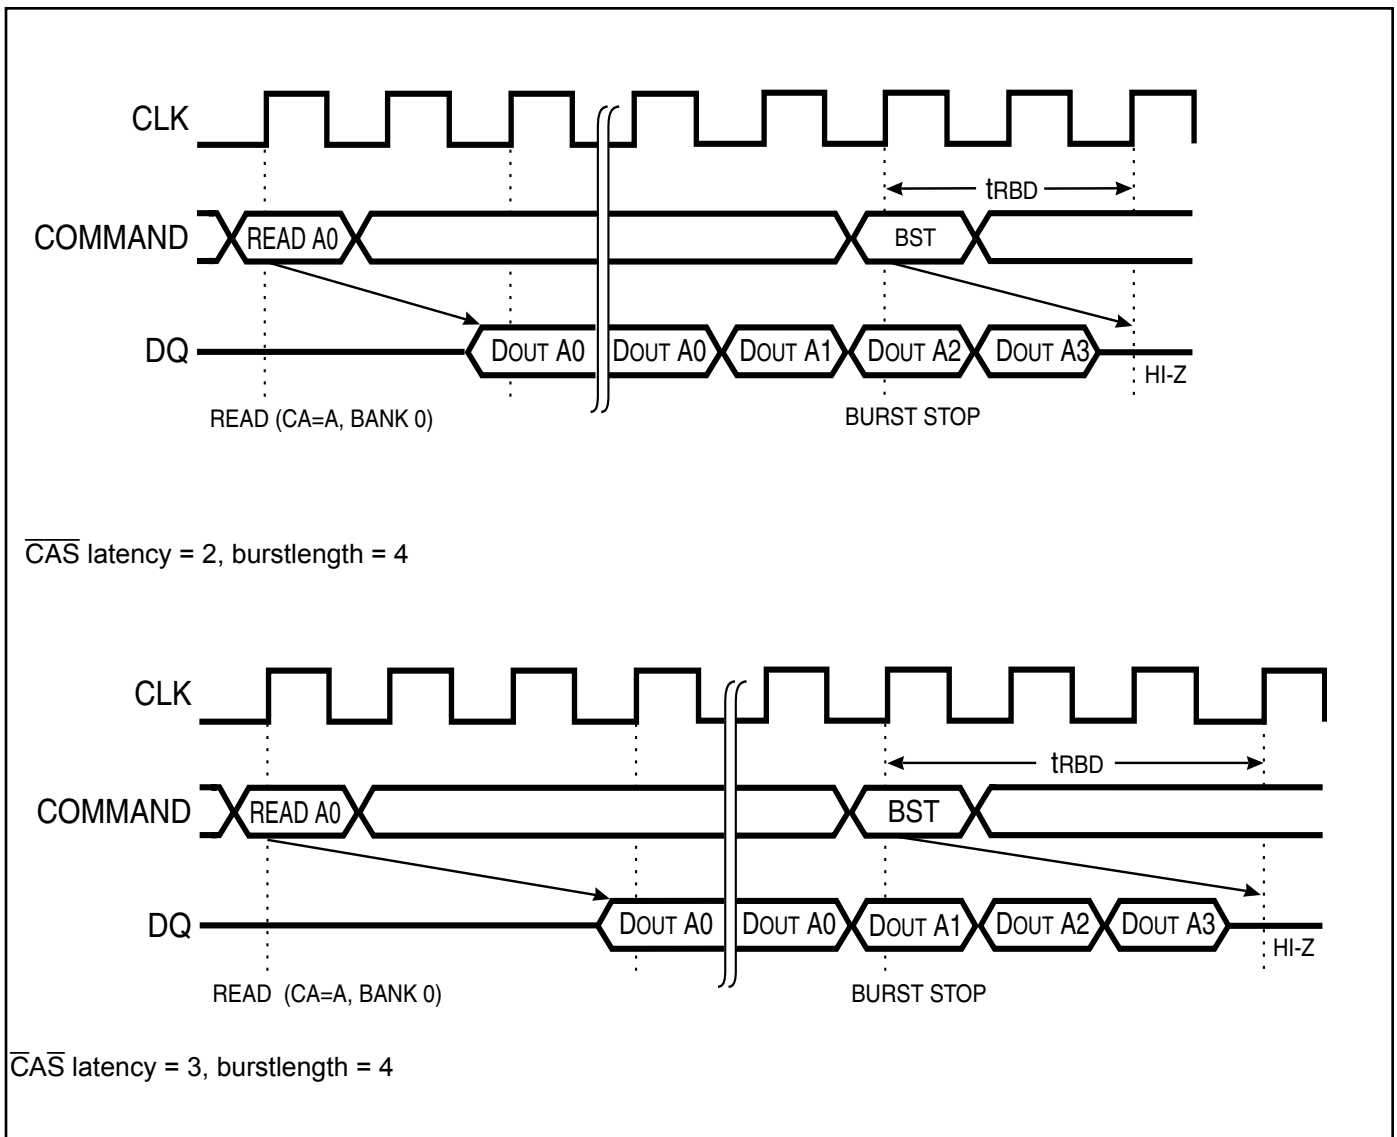 CLK
tRBD
COMMAND READ A0 BST
DQ DOUT A0 DOUT A0 DOUT A1 DOUT A2 DOUT A3 HI-Z
READ (CA=A, BANK 0) BURST STOP
C̅A̅S̅ latency = 2, burstlength = 4
CLK
tRBD
COMMAND READ A0 BST
DQ DOUT A0 DOUT A0 DOUT A1 DOUT A2 DOUT A3 HI-Z
READ (CA=A, BANK 0) BURST STOP
C̅AS̅ latency = 3, burstlength = 4